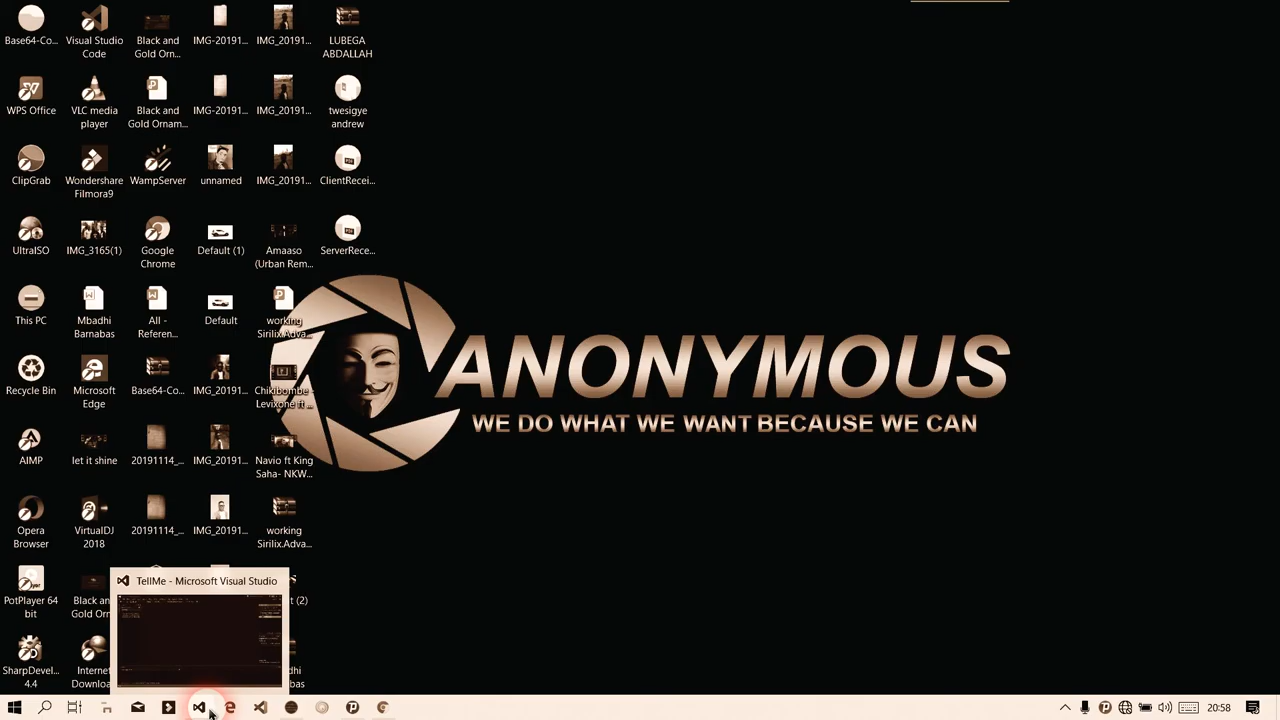 Base64-Co...
Visual Studio
Code
Black and
Gold Orn...
IMG-20191...
IMG_20191...
LUBEGA
ABDALLAH
WPS Office
VLC media
player
Black and
Gold Ornam...
IMG-20191...
IMG_20191...
twesigye
andrew
ClipGrab
Wondershare
Filmora9
WampServer
unnamed
IMG_20191...
ClientRecei...
UltraISO
IMG_3165(1)
Google
Chrome
Default (1)
Amaaso
(Urban Rem...
ServerRece...
This PC
Mbadhi
Barnabas
All -
Referen...
Default
working
Sirilix.Adva...
Recycle Bin
Microsoft
Edge
Base64-Co...
IMG_20191...
Chikibombe -
Levixone ft...
ANONYMOUS
WE DO WHAT WE WANT BECAUSE WE CAN
AIMP
let it shine
20191114_...
IMG_20191...
Navio ft King
Saha- NKW...
Opera
Browser
VirtualDJ
2018
20191114_...
IMG_20191...
working
Sirilix.Adva...
TellMe - Microsoft Visual Studio
PotPlayer 64
bit
SharpDevel...
4.4
20:58